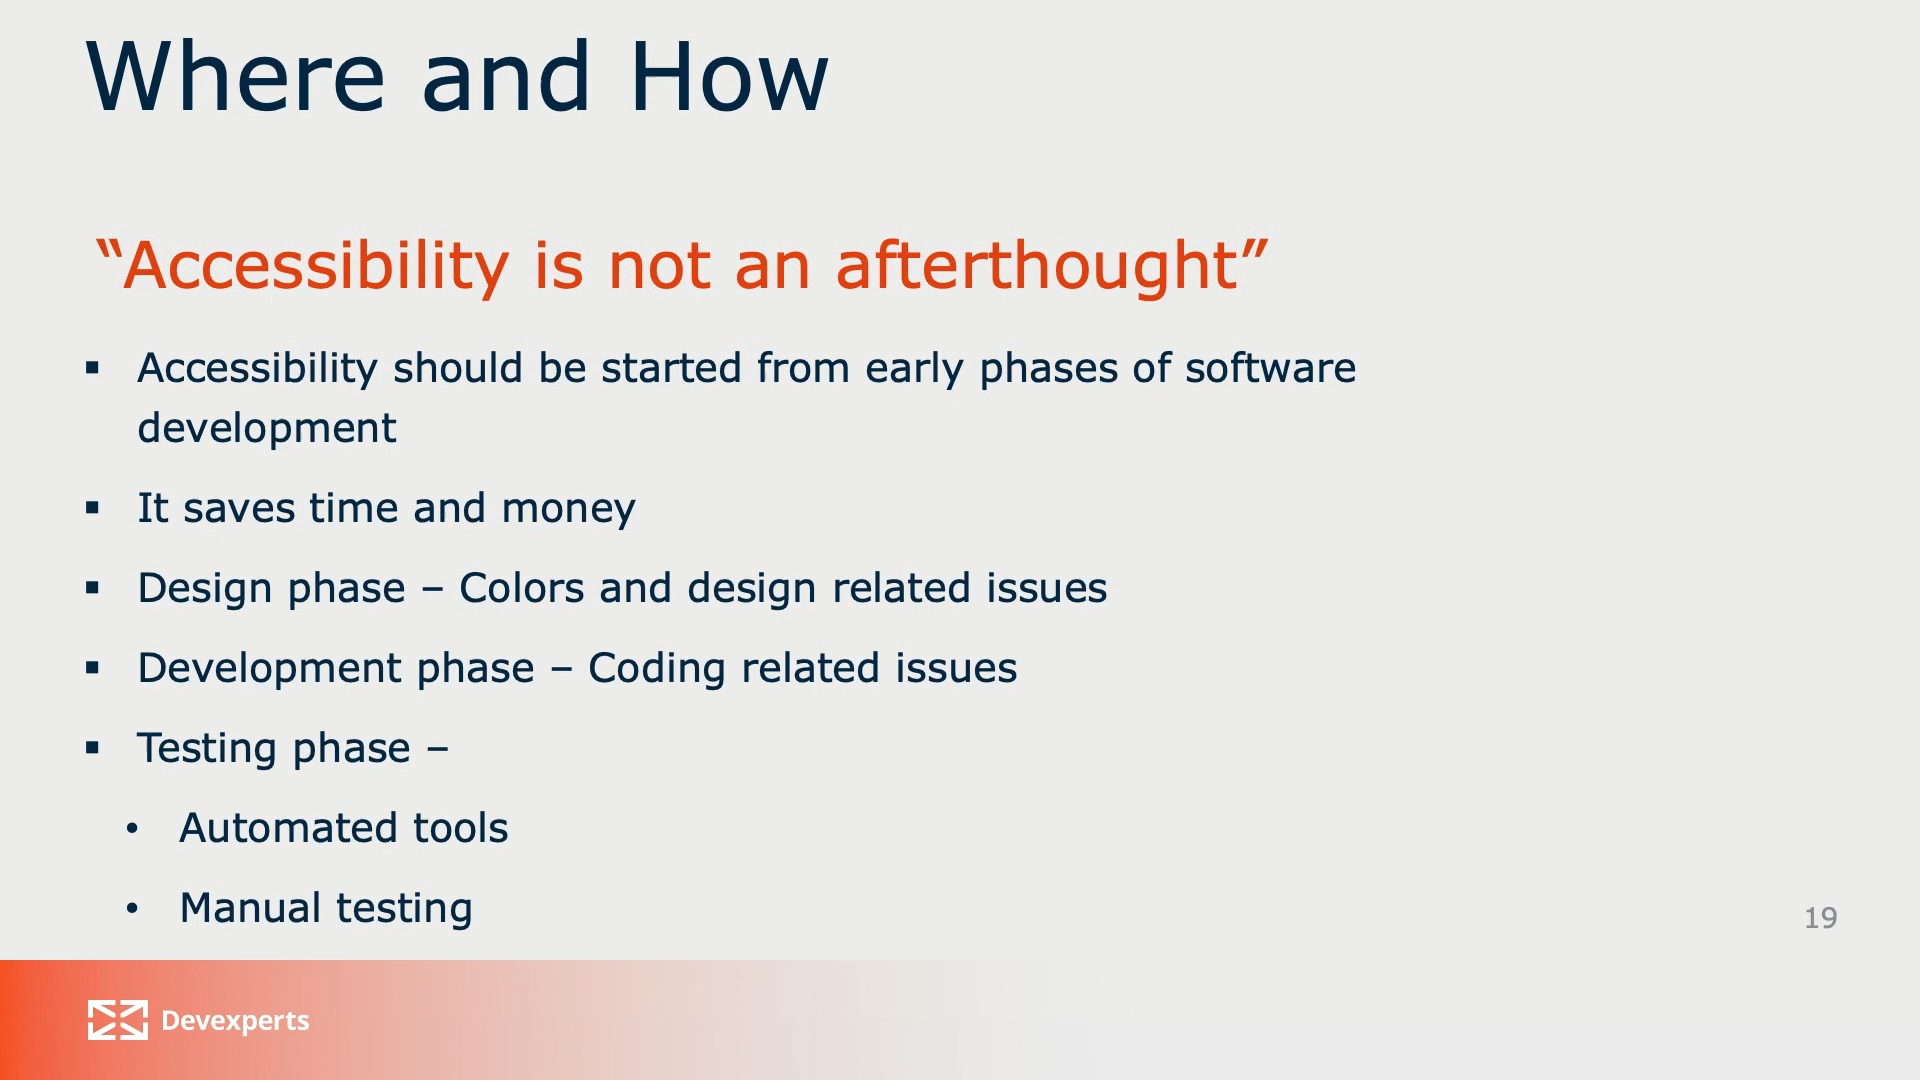 Where and How
“Accessibility is not an afterthought”
▪ Accessibility should be started from early phases of software
development
▪ It saves time and money
▪ Design phase – Colors and design related issues
▪ Development phase – Coding related issues
▪ Testing phase –
• Automated tools
• Manual testing
19
Devexperts